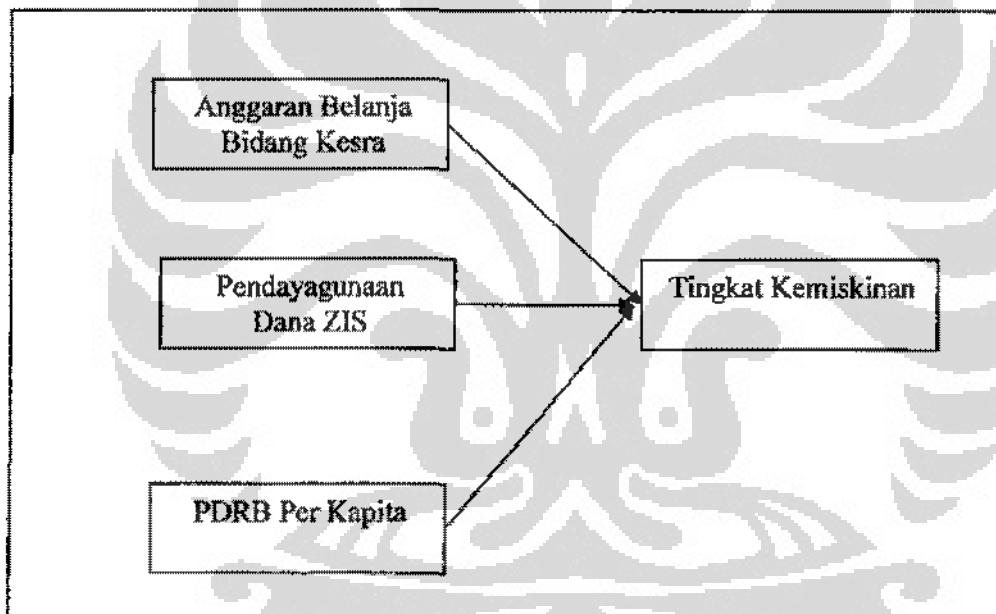 Anggaran Belanja
Bidang Kesra
Pendayagunaan
Dana ZIS
Tingkat Kemiskinan
PDRB Per Kapita